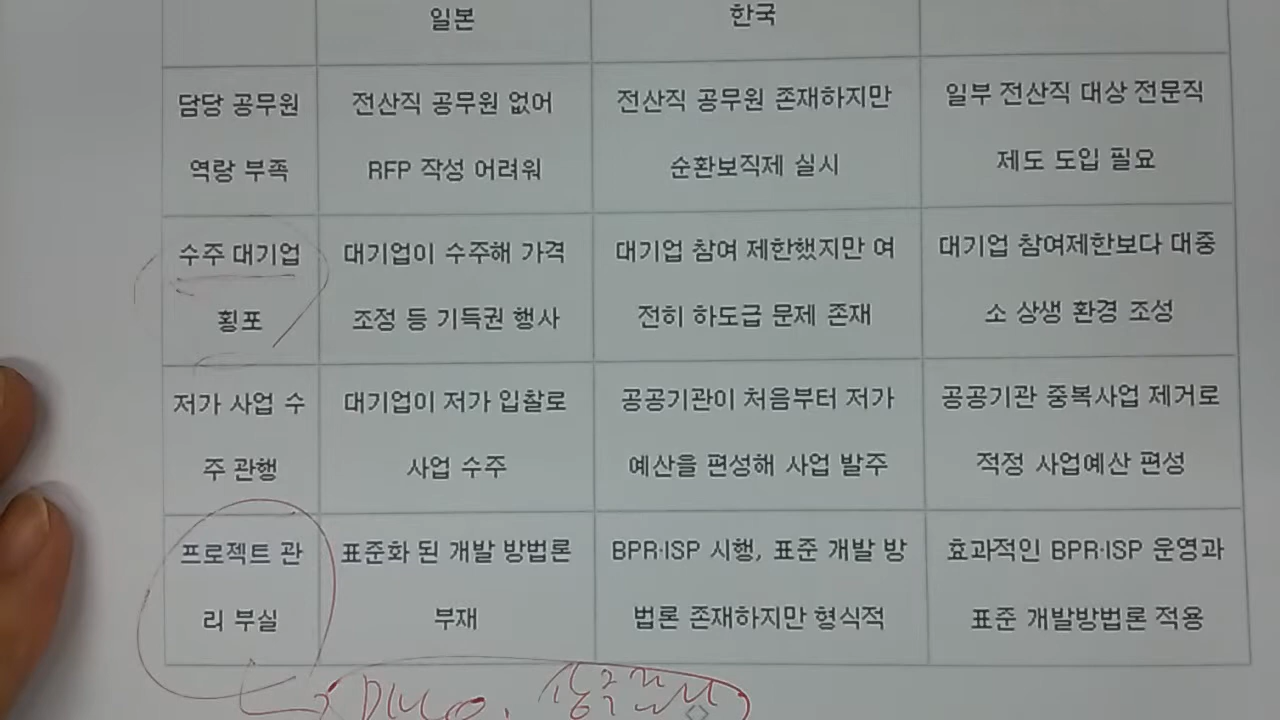 일본 한국
담당 공무원 전산직 공무원 없어 전산직 공무원 존재하지만 일부 전산직 대상 전문직
역량 부족 RFP 작성 어려워 순환보직제 실시 제도 도입 필요
수주 대기업 대기업이 수주해 가격 대기업 참여 제한했지만 여 대기업 참여제한보다 대중
횡포 조정 등 기득권 행사 전히 하도급 문제 존재 소 상생 환경 조성
저가 사업 수 대기업이 저가 입찰로 공공기관이 처음부터 저가 공공기관 중복사업 제거로
주 관행 사업 수주 예산을 편성해 사업 발주 적정 사업예산 편성
프로젝트 관 표준화 된 개발 방법론 BPR·ISP 시행, 표준 개발 방 효과적인 BPR·ISP 운영과
리 부실 부재 법론 존재하지만 형식적 표준 개발방법론 적용